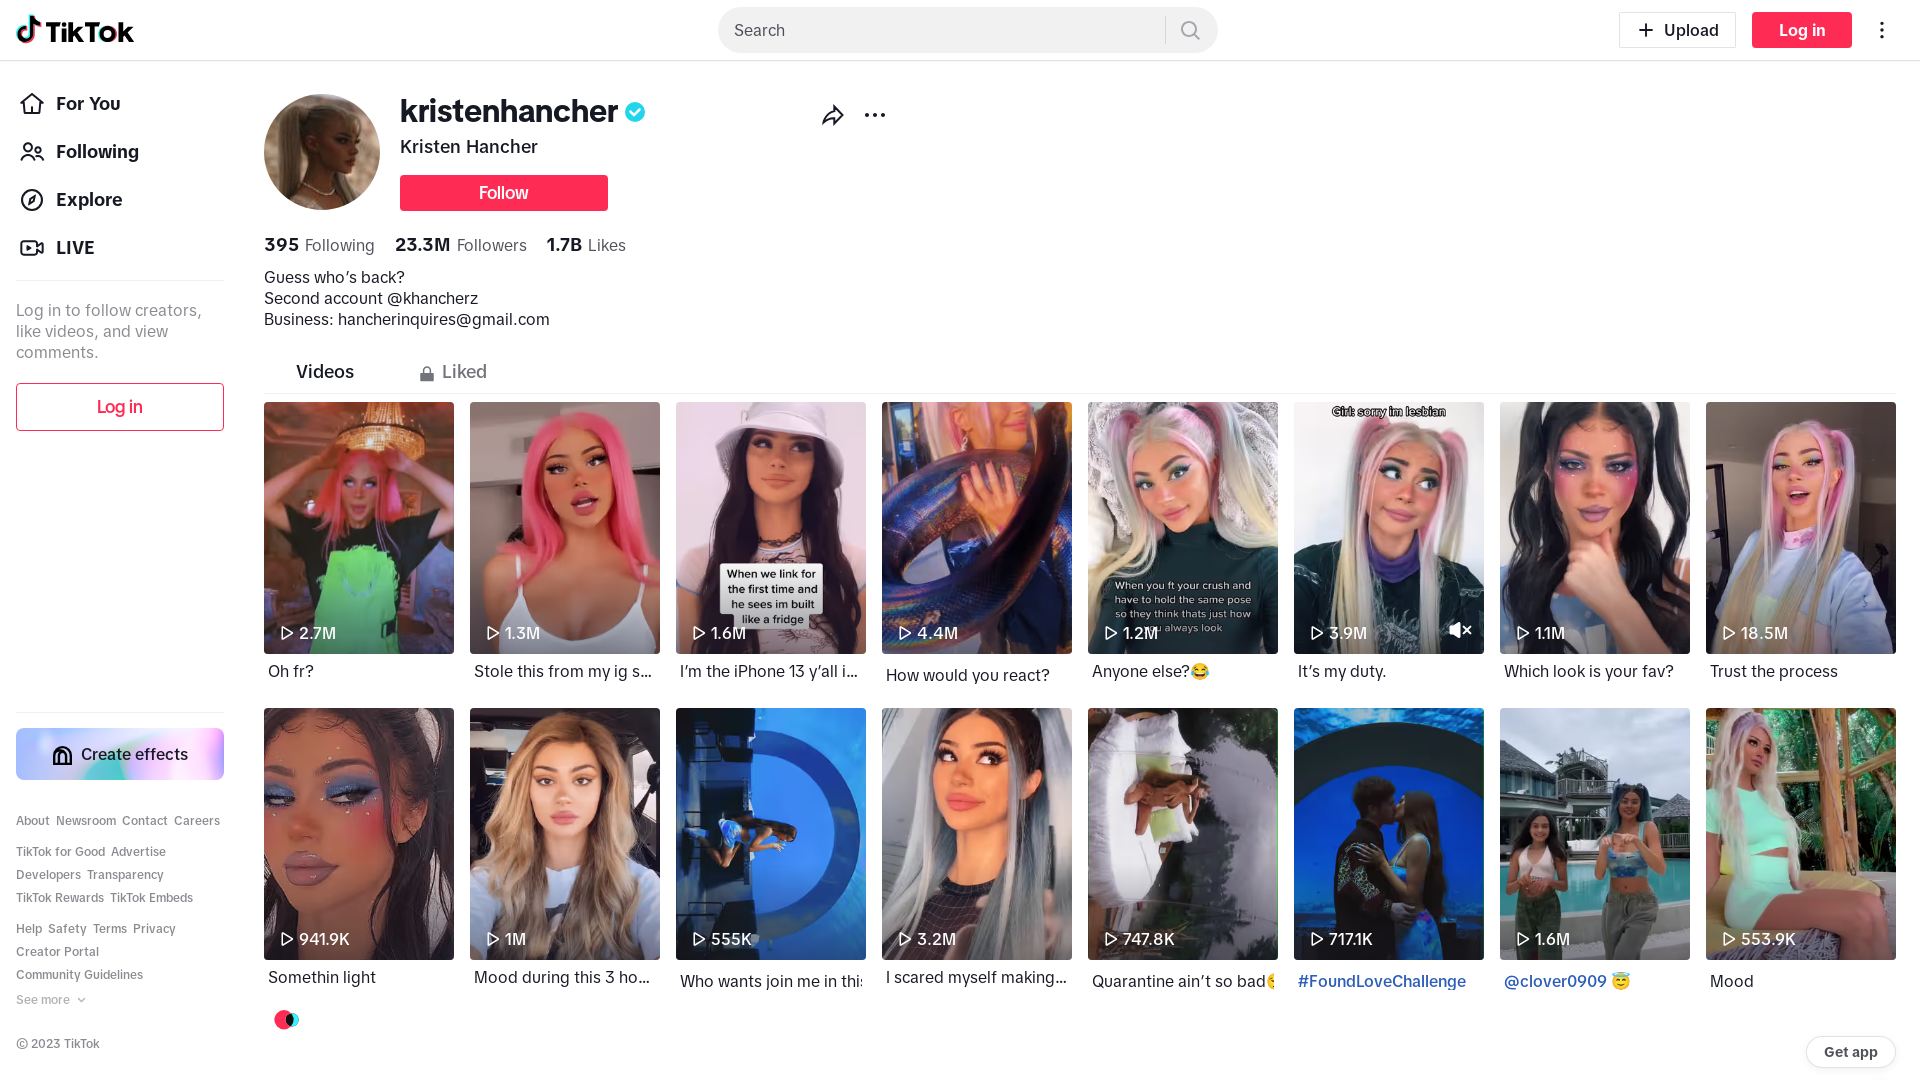 TikTok
Search
Upload
Log in
For You
Following
Explore
LIVE
Log in to follow creators,
like videos, and view
comments.
Log in
Create effects
About Newsroom Contact Careers
TikTok for Good Advertise
Developers Transparency
TikTok Rewards TikTok Embeds
Help Safety Terms Privacy
Creator Portal
Community Guidelines
See more
© 2023 TikTok
kristenhancher
Kristen Hancher
Follow
395 Following 23.3M Followers 1.7B Likes
Guess who’s back?
Second account @khancherz
Business: hancherinquires@gmail.com
Videos
Liked
2.7M
Oh fr?
1.3M
Stole this from my ig s...
When we link for
the first time and
he sees im built
like a fridge
1.6M
I’m the iPhone 13 y’all i...
4.4M
How would you react?
When you ft your crush and
have to hold the same pose
so they think thats just how
you always look
1.2M
Anyone else?😂
Girl: sorry im lesbian
3.9M
It’s my duty.
1.1M
Which look is your fav?
18.5M
Trust the process
941.9K
Somethin light
1M
Mood during this 3 ho...
555K
Who wants join me in this
3.2M
I scared myself making...
747.8K
Quarantine ain’t so bad
717.1K
#FoundLoveChallenge
1.6M
@clover0909 😇
553.9K
Mood
Get app